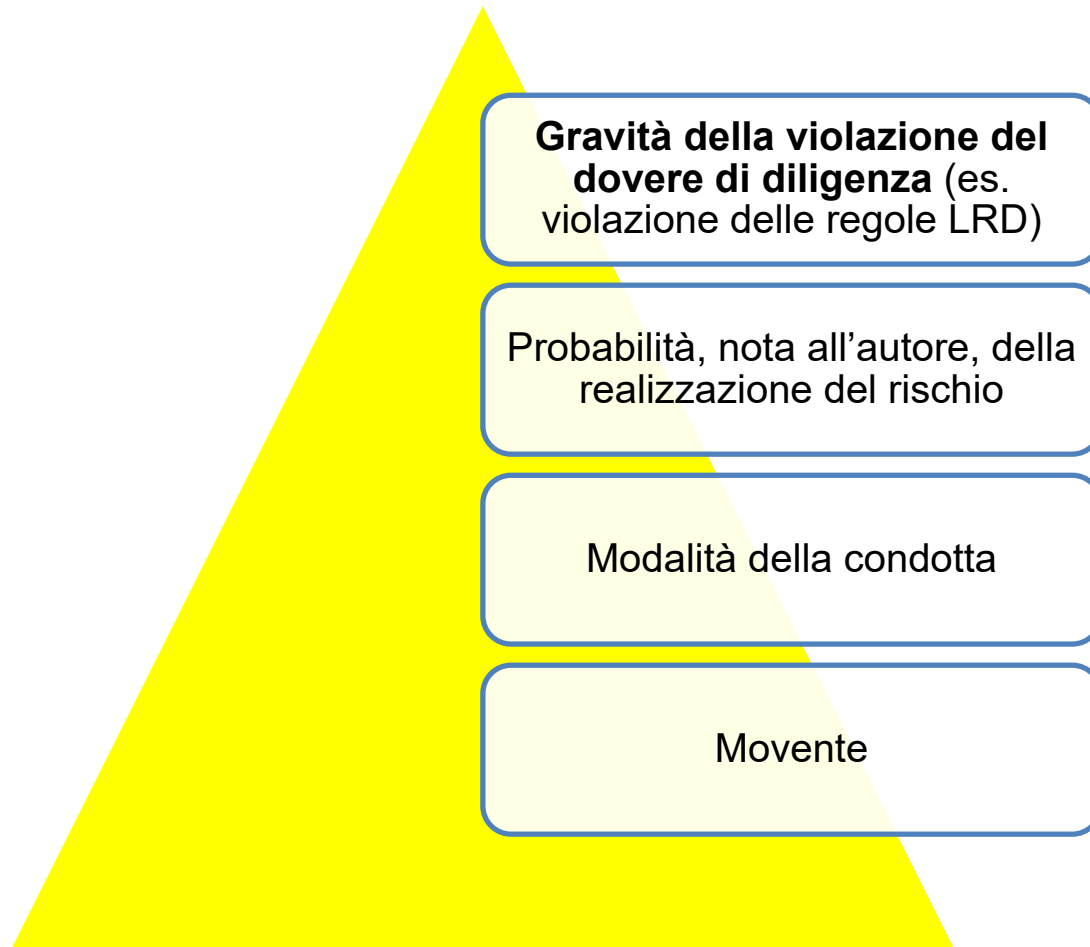 Gravità della violazione del
dovere di diligenza (es.
violazione delle regole LRD)
Probabilità, nota all’autore, della
realizzazione del rischio
Modalità della condotta
Movente